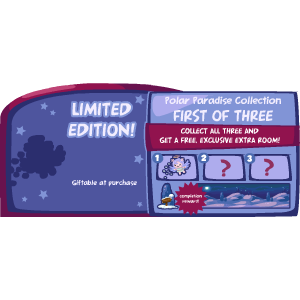 LIMITED
EDITION!
Giftable at purchase
Polar Paradise Collection
FIRST OF THREE
COLLECT ALL THREE AND
GET A FREE, EXCLUSIVE EXTRA ROOM!
1 2 3
? ?
completion
reward!